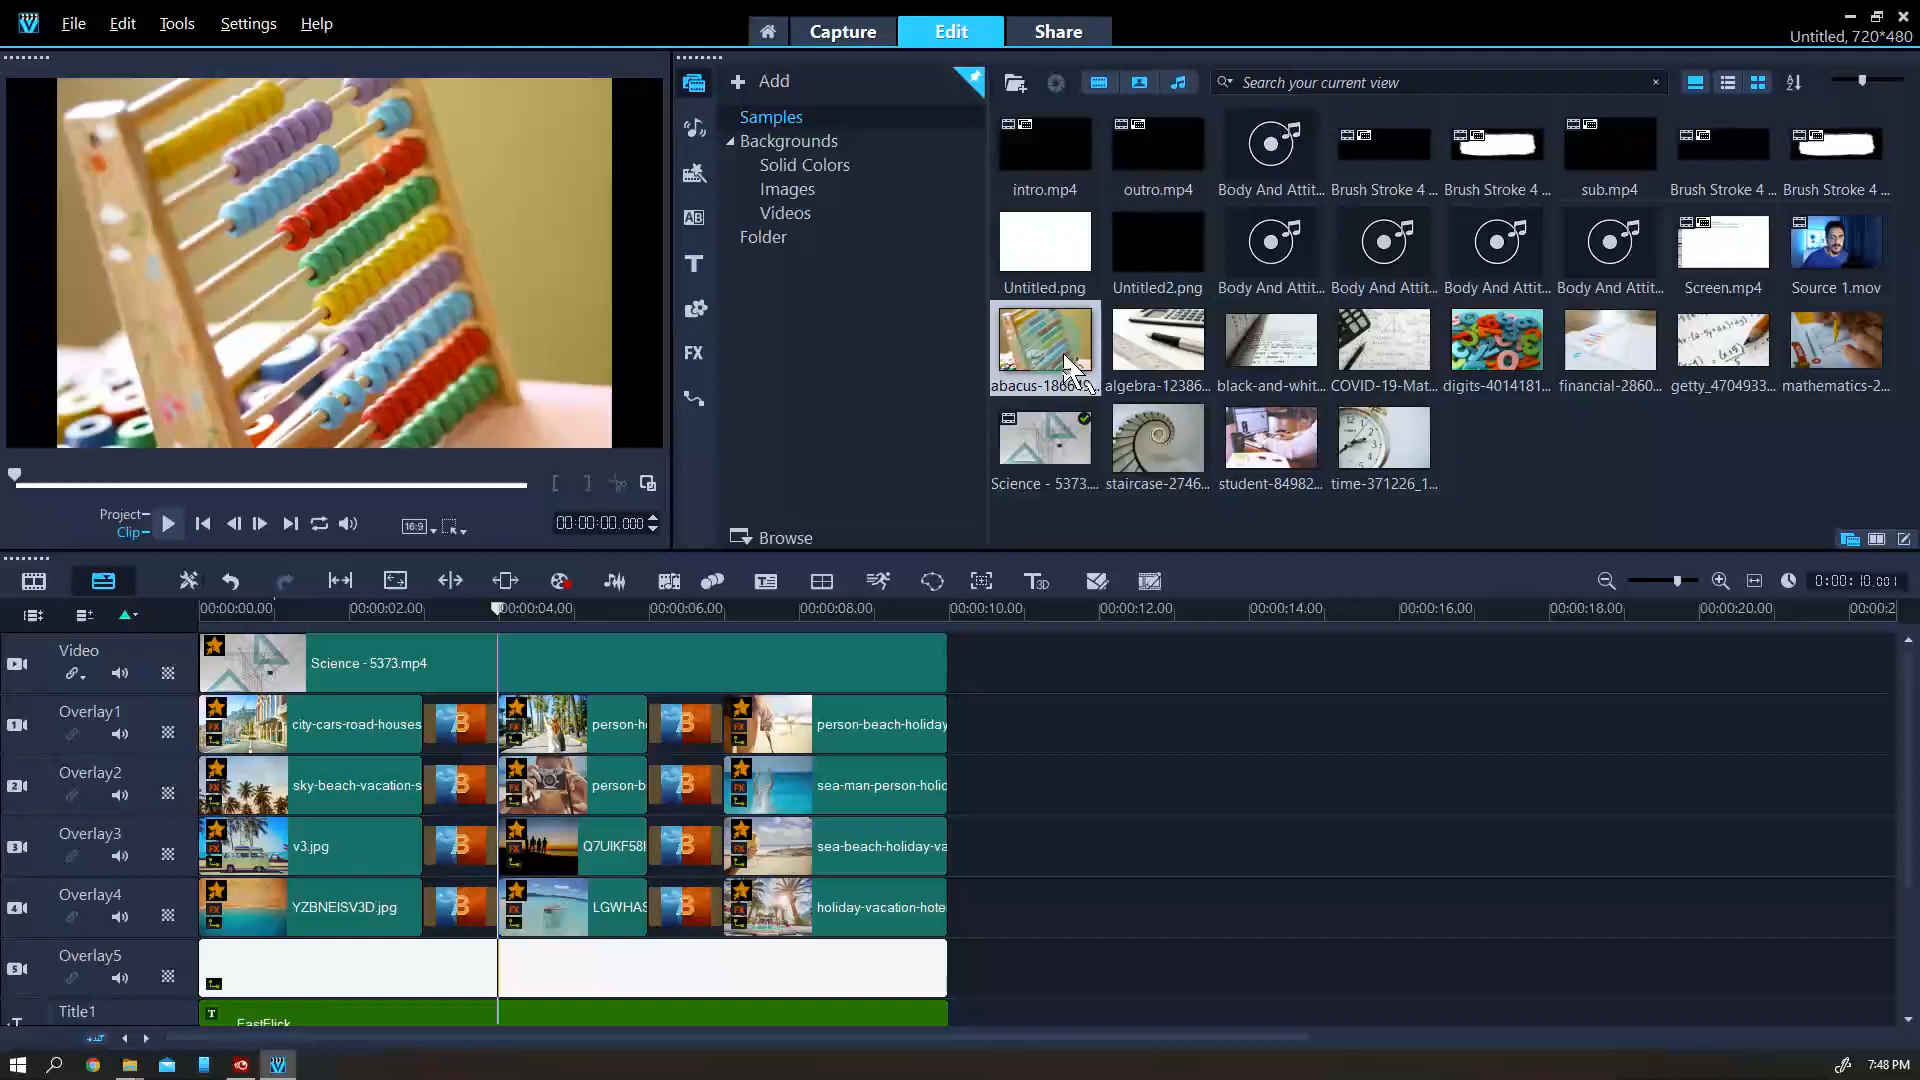 File Edit Tools Settings Help
Capture Edit Share
Untitled, 720*480
Add
Samples
Backgrounds
Solid Colors
Images
Videos
Folder
Browse
Search your current view
intro.mp4 outro.mp4 Body And Attit... Brush Stroke 4 ... Brush Stroke 4 ... sub.mp4 Brush Stroke 4 ... Brush Stroke 4 ...
Untitled.png Untitled2.png Body And Attit... Body And Attit... Body And Attit... Body And Attit... Screen.mp4 Source 1.mov
algebra-12386... black-and-whit... COVID-19-Mat... digits-4014181... financial-2860... getty_4704933... mathematics-2...
Science - 5373.... staircase-2746... student-84982... time-371226_1...
AB
T
FX
Project
Clip
16:9
00:00:00.000
T3D
0:00:10.001
00:00:00.00 00:00:02.00 00:00:04.00 00:00:06.00 00:00:08.00 00:00:10.00 00:00:12.00 00:00:14.00 00:00:16.00 00:00:18.00 00:00:20.00 00:00:2
Video
Science - 5373.mp4
Overlay1
city-cars-road-houses person-h person-beach-holiday
Overlay2
sky-beach-vacation-s person-b sea-man-person-holid
Overlay3
v3.jpg Q7UIKF58I sea-beach-holiday-va
Overlay4
YZBNEISV3D.jpg LGWHAS holiday-vacation-hote
Overlay5
Title1
EastFlick
7:48 PM